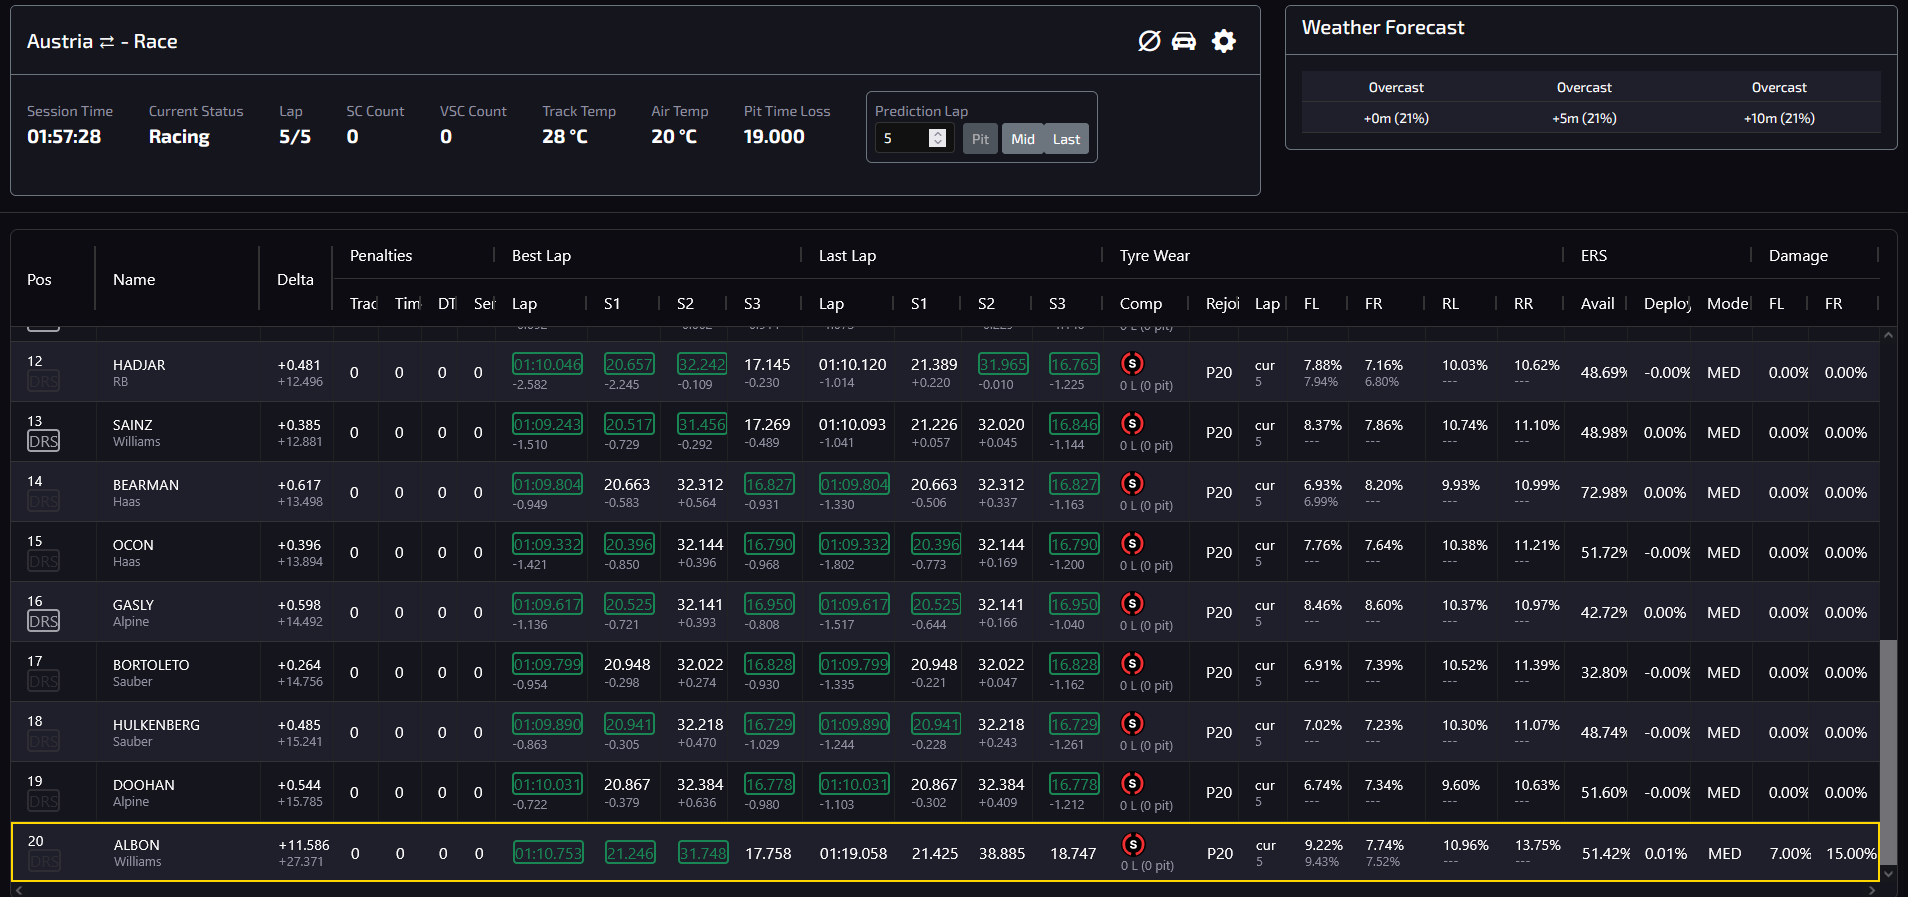 Austria ⇄ - Race
Session Time Current Status Lap SC Count VSC Count Track Temp Air Temp Pit Time Loss Prediction Lap
01:57:28 Racing 5/5 0 0 28 °C 20 °C 19.000 5 Pit Mid Last
Weather Forecast
Overcast Overcast Overcast
+0m (21%) +5m (21%) +10m (21%)
Penalties Best Lap Last Lap Tyre Wear ERS Damage
Pos Name Delta
Trac Tim DT Ser Lap S1 S2 S3 Lap S1 S2 S3 Comp Rejoi Lap FL FR RL RR Avail Deploy Mode FL FR
12 HADJAR +0.481 0 0 0 0 01:10.046 20.657 32.242 17.145 01:10.120 21.389 31.965 16.765 S P20 cur 7.88% 7.16% 10.03% 10.62% 48.69% -0.00% MED 0.00% 0.00%
DRS RB +12.496 -2.582 -2.245 -0.109 -0.230 -1.014 +0.220 -0.010 -1.225 0 L (0 pit) 5 7.94% 6.80% --- ---
13 SAINZ +0.385 0 0 0 0 01:09.243 20.517 31.456 17.269 01:10.093 21.226 32.020 16.846 S P20 cur 8.37% 7.86% 10.74% 11.10% 48.98% 0.00% MED 0.00% 0.00%
DRS Williams +12.881 -1.510 -0.729 -0.292 -0.489 -1.041 +0.057 +0.045 -1.144 0 L (0 pit) 5 --- --- --- ---
14 BEARMAN +0.617 0 0 0 0 01:09.804 20.663 32.312 16.827 01:09.804 20.663 32.312 16.827 S P20 cur 6.93% 8.20% 9.93% 10.99% 72.98% 0.00% MED 0.00% 0.00%
DRS Haas +13.498 -0.949 -0.583 +0.564 -0.931 -1.330 -0.506 +0.337 -1.163 0 L (0 pit) 5 6.99% --- --- ---
15 OCON +0.396 0 0 0 0 01:09.332 20.396 32.144 16.790 01:09.332 20.396 32.144 16.790 S P20 cur 7.76% 7.64% 10.38% 11.21% 51.72% -0.00% MED 0.00% 0.00%
DRS Haas +13.894 -1.421 -0.850 +0.396 -0.968 -1.802 -0.773 +0.169 -1.200 0 L (0 pit) 5 --- --- --- ---
16 GASLY +0.598 0 0 0 0 01:09.617 20.525 32.141 16.950 01:09.617 20.525 32.141 16.950 S P20 cur 8.46% 8.60% 10.37% 10.97% 42.72% 0.00% MED 0.00% 0.00%
DRS Alpine +14.492 -1.136 -0.721 +0.393 -0.808 -1.517 -0.644 +0.166 -1.040 0 L (0 pit) 5 --- --- --- ---
17 BORTOLETO +0.264 0 0 0 0 01:09.799 20.948 32.022 16.828 01:09.799 20.948 32.022 16.828 S P20 cur 6.91% 7.39% 10.52% 11.39% 32.80% -0.00% MED 0.00% 0.00%
DRS Sauber +14.756 -0.954 -0.298 +0.274 -0.930 -1.335 -0.221 +0.047 -1.162 0 L (0 pit) 5 --- --- --- ---
18 HULKENBERG +0.485 0 0 0 0 01:09.890 20.941 32.218 16.729 01:09.890 20.941 32.218 16.729 S P20 cur 7.02% 7.23% 10.30% 11.07% 48.74% -0.00% MED 0.00% 0.00%
DRS Sauber +15.241 -0.863 -0.305 +0.470 -1.029 -1.244 -0.228 +0.243 -1.261 0 L (0 pit) 5 --- --- --- ---
19 DOOHAN +0.544 0 0 0 0 01:10.031 20.867 32.384 16.778 01:10.031 20.867 32.384 16.778 S P20 cur 6.74% 7.34% 9.60% 10.63% 51.60% -0.00% MED 0.00% 0.00%
DRS Alpine +15.785 -0.722 -0.379 +0.636 -0.980 -1.103 -0.302 +0.409 -1.212 0 L (0 pit) 5 --- --- --- ---
20 ALBON +11.586 0 0 0 0 01:10.753 21.246 31.748 17.758 01:19.058 21.425 38.885 18.747 S P20 cur 9.22% 7.74% 10.96% 13.75% 51.42% 0.01% MED 7.00% 15.00%
DRS Williams +27.371 0 L (0 pit) 5 9.43% 7.52% --- ---